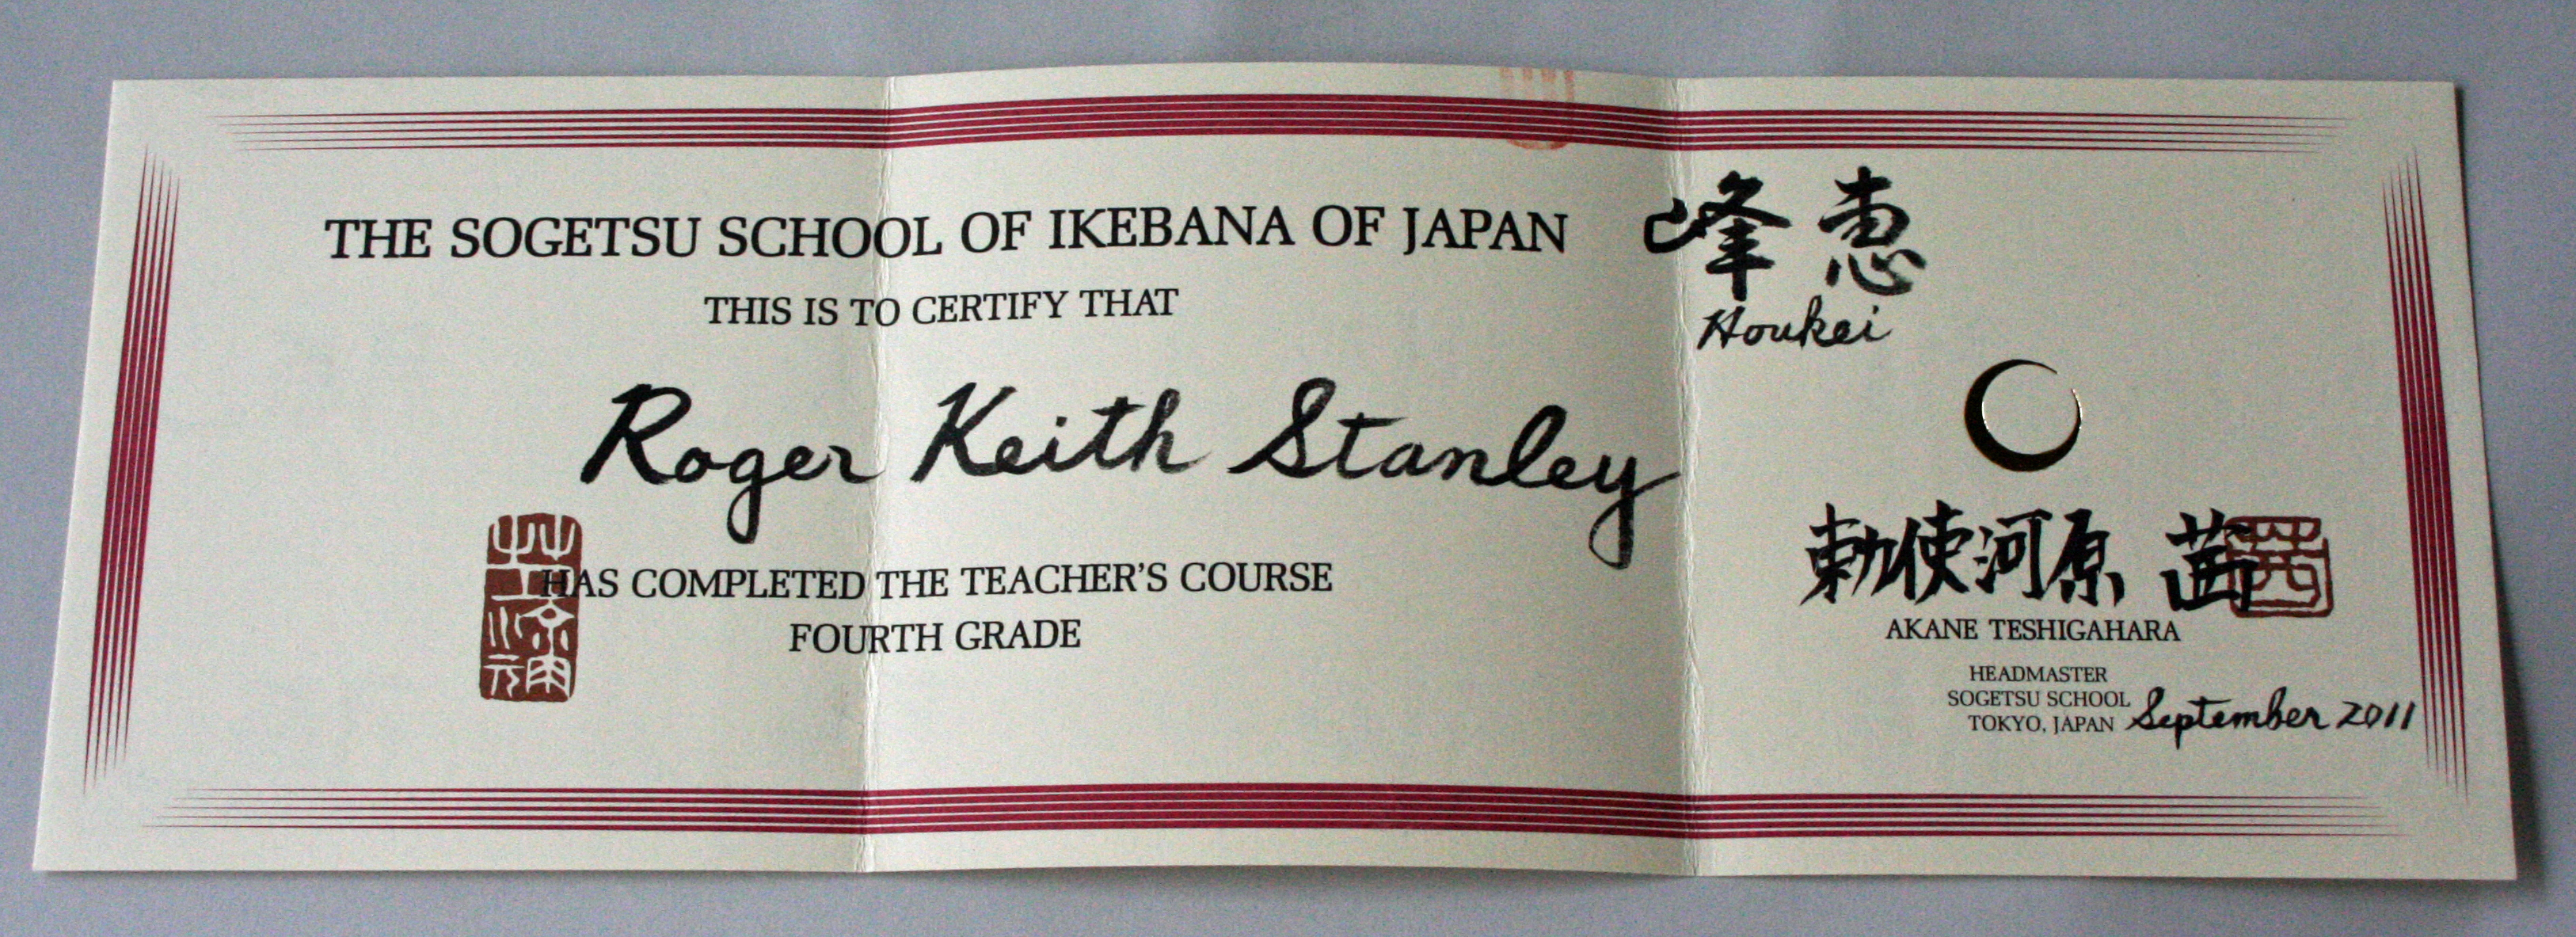 THE SOGETSU SCHOOL OF IKEBANA OF JAPAN
THIS IS TO CERTIFY THAT
Roger Keith Stanley
HAS COMPLETED THE TEACHER'S COURSE
FOURTH GRADE
峰恵
Houkei
勅使河原 茜
茜
AKANE TESHIGAHARA
HEADMASTER
SOGETSU SCHOOL
TOKYO, JAPAN September 2011